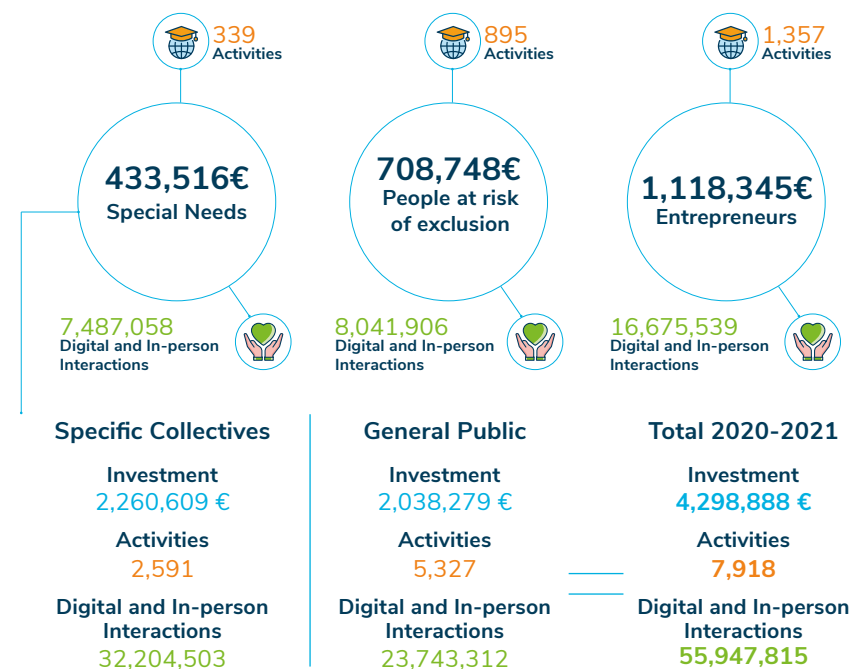 339
Activities
433,516€
Special Needs
7,487,058
Digital and In-person
Interactions
895
Activities
708,748€
People at risk
of exclusion
8,041,906
Digital and In-person
Interactions
1,357
Activities
1,118,345€
Entrepreneurs
16,675,539
Digital and In-person
Interactions
Specific Collectives
Investment
2,260,609 €
Activities
2,591
Digital and In-person
Interactions
32,204,503
General Public
Investment
2,038,279 €
Activities
5,327
Digital and In-person
Interactions
23,743,312
Total 2020-2021
Investment
4,298,888 €
Activities
7,918
Digital and In-person
Interactions
55,947,815